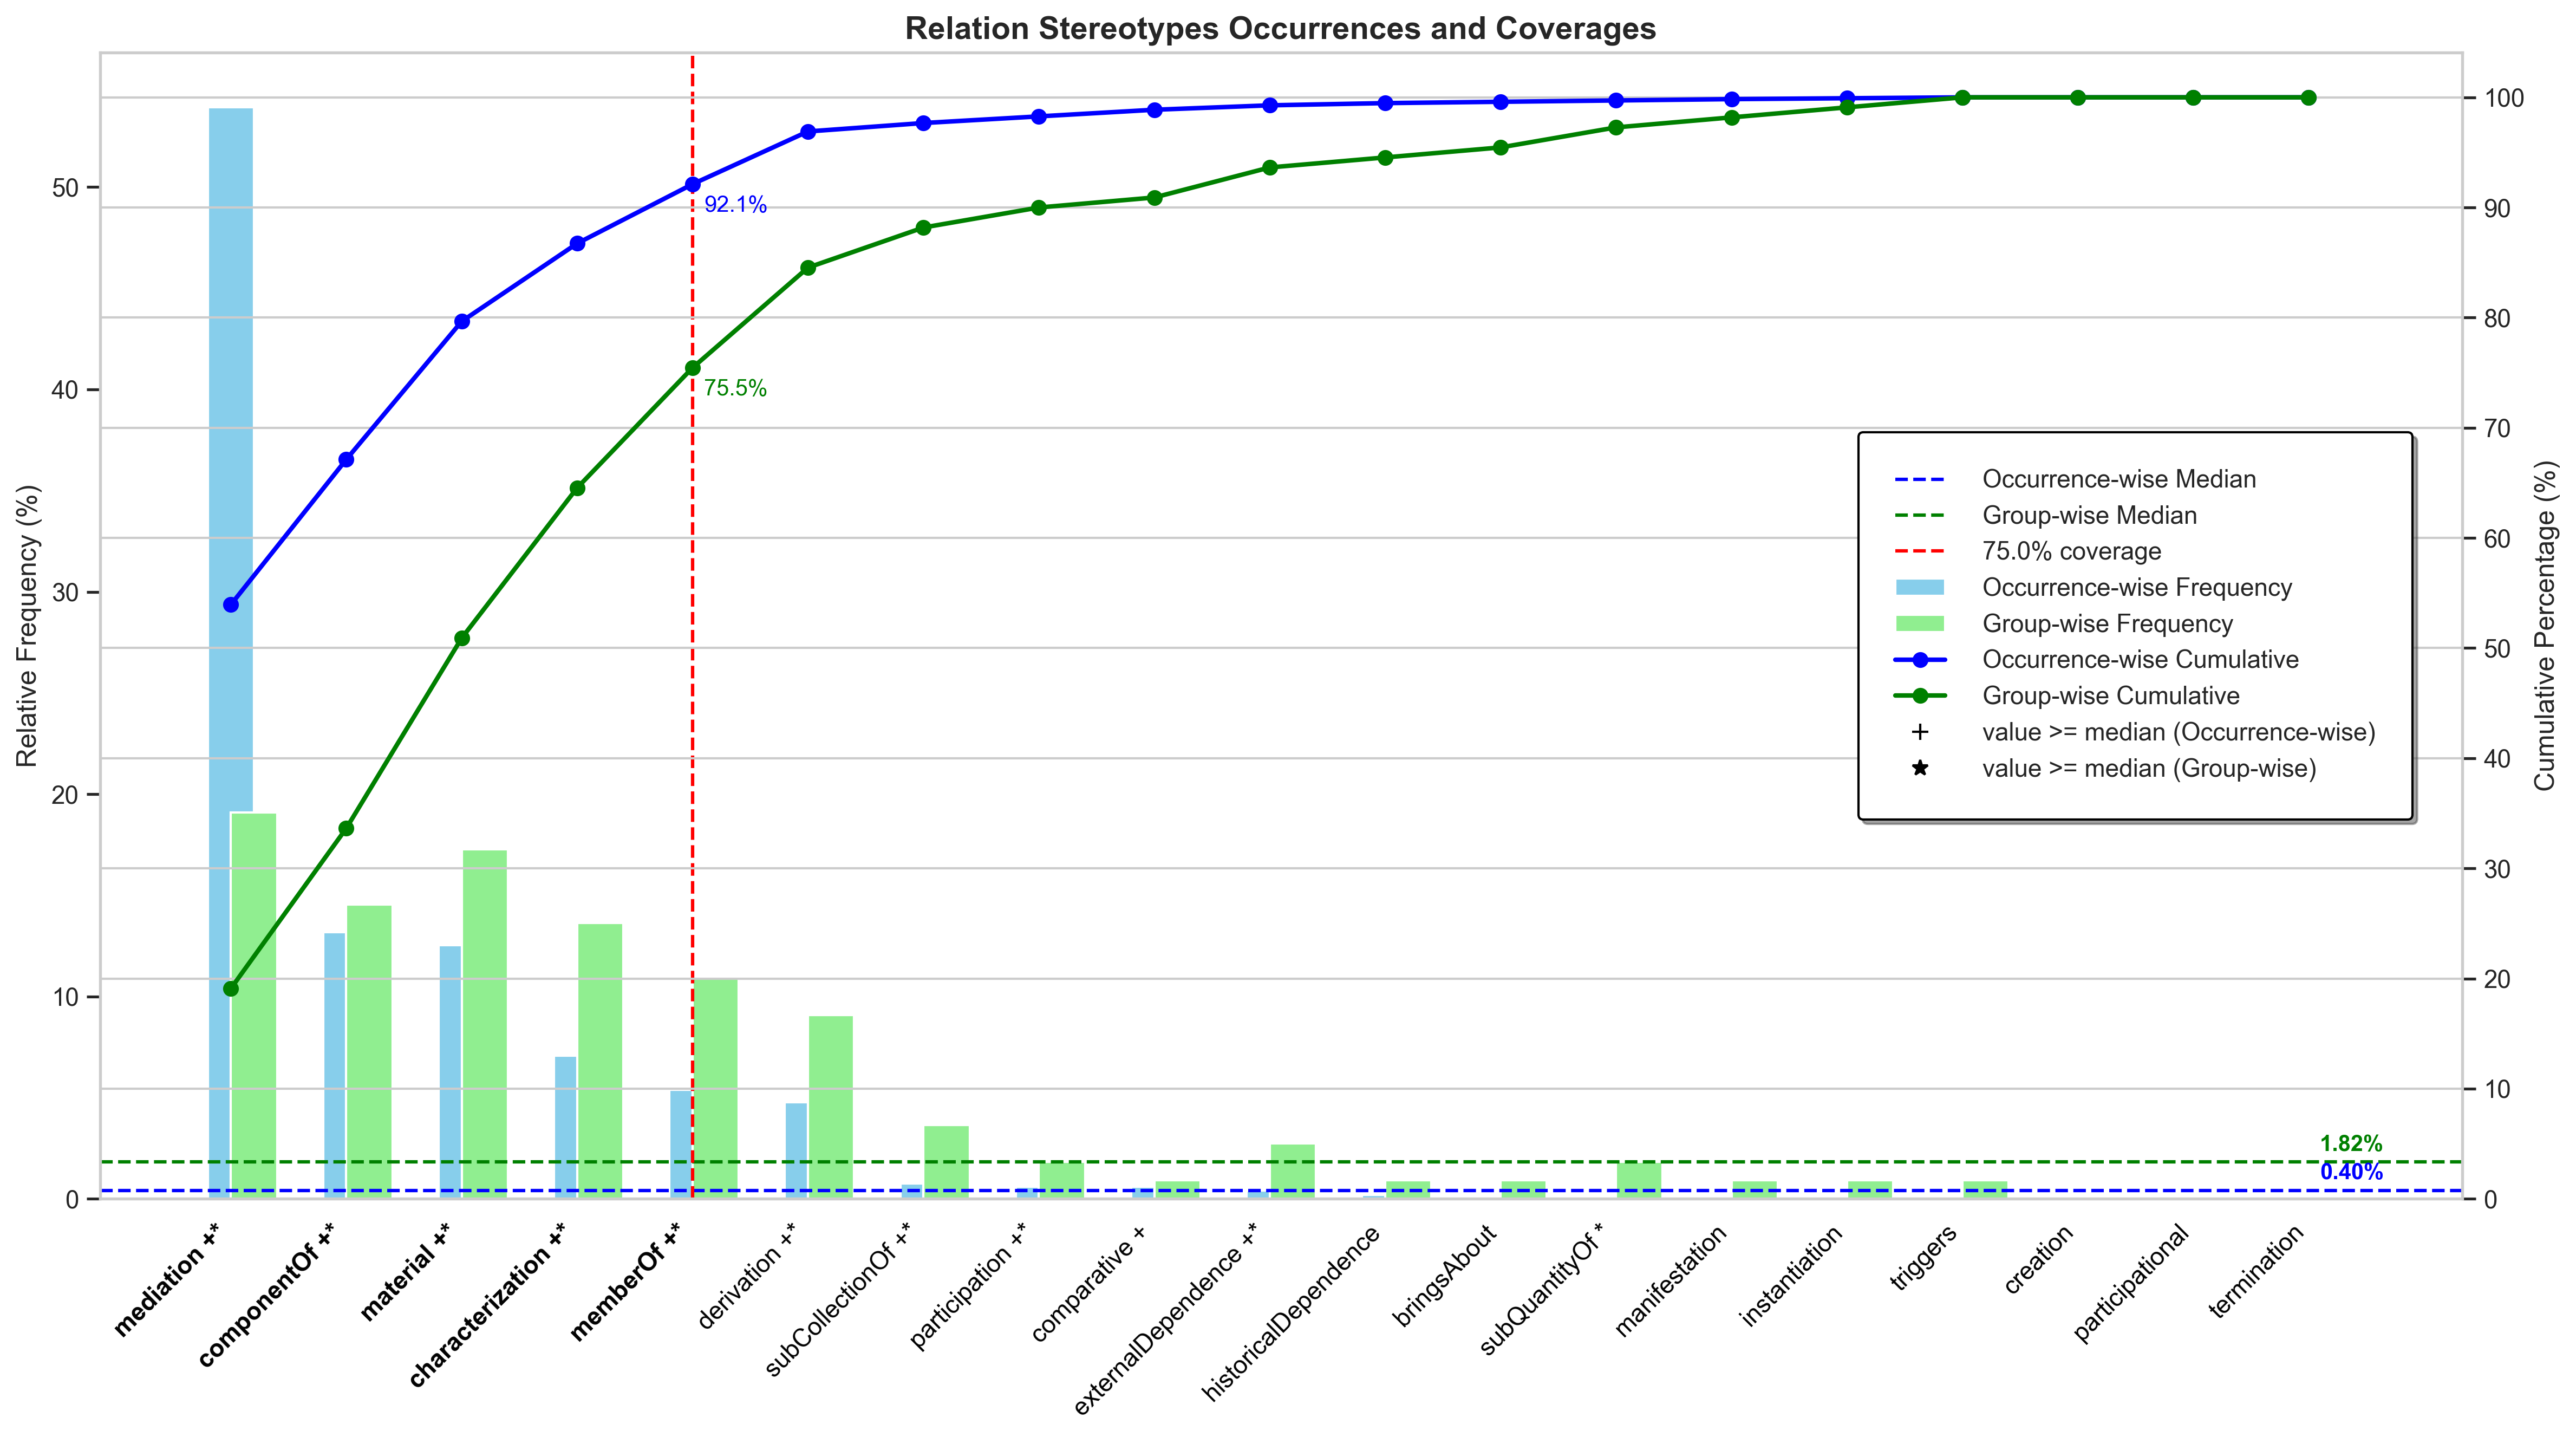 Relation Stereotypes Occurrences and Coverages
Relative Frequency (%)
50
40
30
20
10
0
Cumulative Percentage (%)
100
90
80
70
60
50
40
30
20
10
0
92.1%
75.5%
1.82%
0.40%
Occurrence-wise Median
Group-wise Median
75.0% coverage
Occurrence-wise Frequency
Group-wise Frequency
Occurrence-wise Cumulative
Group-wise Cumulative
value >= median (Occurrence-wise)
value >= median (Group-wise)
mediation +*
componentOf +*
material +*
characterization +*
memberOf +*
derivation +*
subCollectionOf +*
participation +*
comparative +
externalDependence +*
historicalDependence
bringsAbout
subQuantityOf *
manifestation
instantiation
triggers
creation
participational
termination